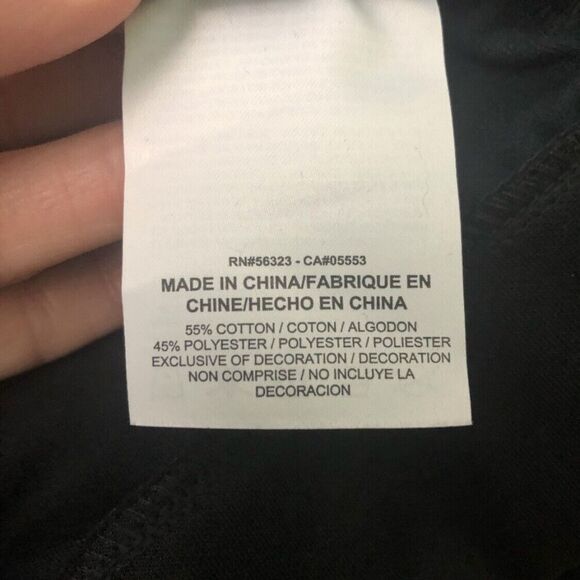 RN#56323 - CA#05553
MADE IN CHINA/FABRIQUE EN
CHINE/HECHO EN CHINA
55% COTTON / COTON / ALGODON
45% POLYESTER / POLYESTER / POLIESTER
EXCLUSIVE OF DECORATION / DECORATION
NON COMPRISE / NO INCLUYE LA
DECORACION